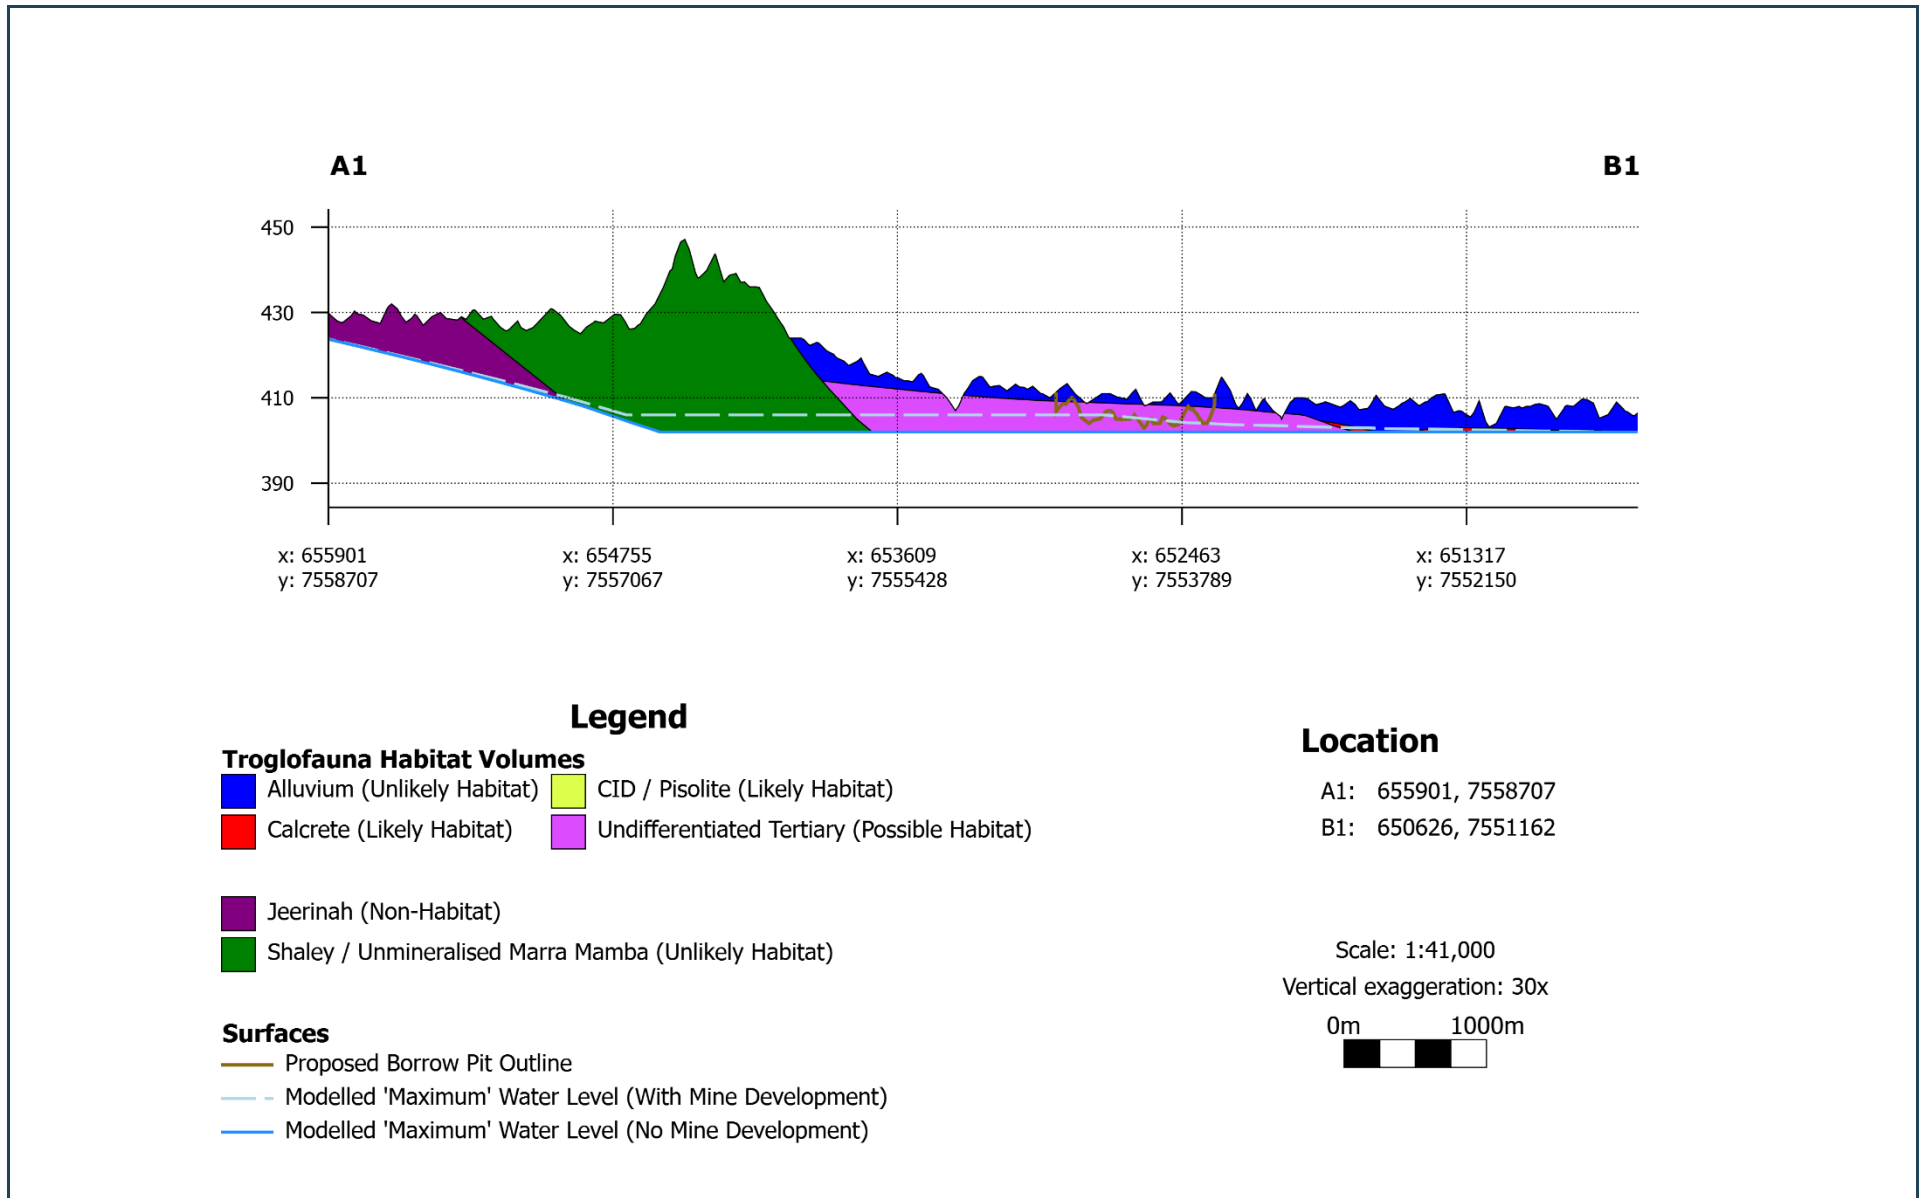 A1
B1
450
430
410
390
x: 655901
y: 7558707
x: 654755
y: 7557067
x: 653609
y: 7555428
x: 652463
y: 7553789
x: 651317
y: 7552150
Legend
Troglofauna Habitat Volumes
Alluvium (Unlikely Habitat)
CID / Pisolite (Likely Habitat)
Calcrete (Likely Habitat)
Undifferentiated Tertiary (Possible Habitat)
Jeerinah (Non-Habitat)
Shaley / Unmineralised Marra Mamba (Unlikely Habitat)
Surfaces
Proposed Borrow Pit Outline
Modelled 'Maximum' Water Level (With Mine Development)
Modelled 'Maximum' Water Level (No Mine Development)
Location
A1: 655901, 7558707
B1: 650626, 7551162
Scale: 1:41,000
Vertical exaggeration: 30x
0m 1000m